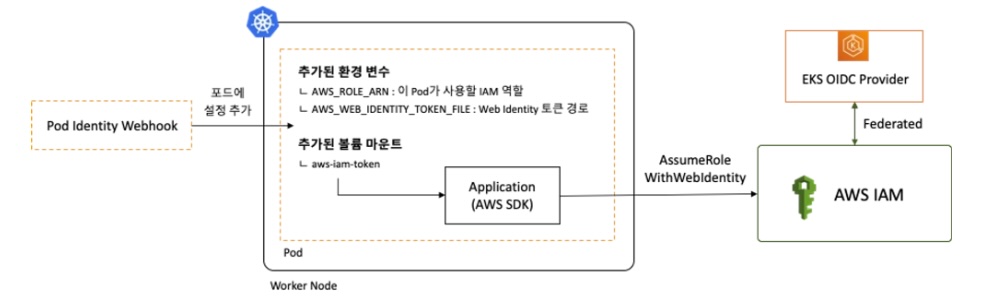 포드에
설정 추가
Pod Identity Webhook
추가된 환경 변수
ㄴ AWS_ROLE_ARN : 이 Pod가 사용할 IAM 역할
ㄴ AWS_WEB_IDENTITY_TOKEN_FILE : Web Identity 토큰 경로
추가된 볼륨 마운트
ㄴ aws-iam-token
Application
(AWS SDK)
Pod
Worker Node
AssumeRole
WithWebIdentity
EKS OIDC Provider
Federated
AWS IAM